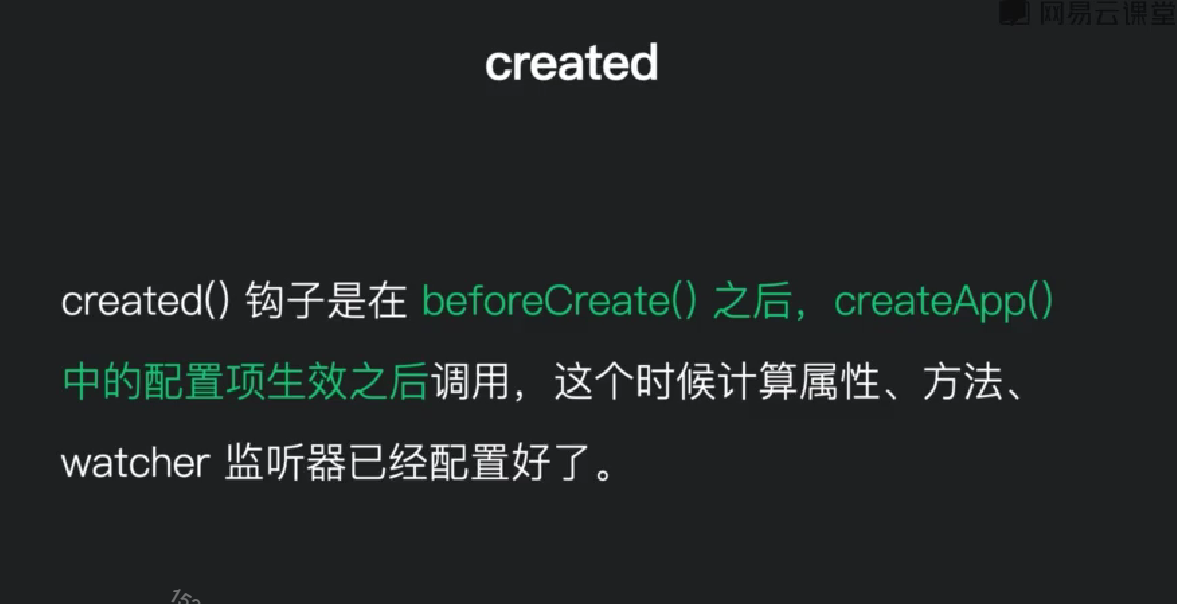 网易云课堂
created
created() 钩子是在 beforeCreate() 之后，createApp()
中的配置项生效之后调用，这个时候计算属性、方法、
watcher 监听器已经配置好了。